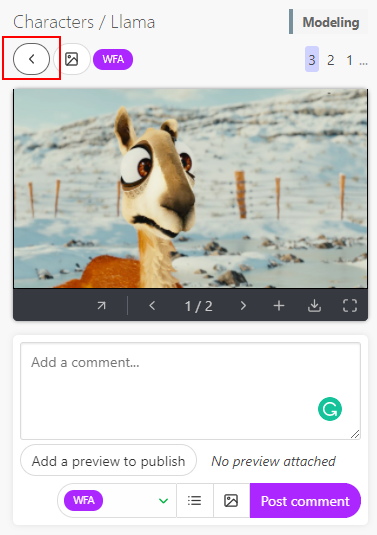 Characters / Llama
Modeling
WFA
3 2 1 ...
1 / 2
Add a comment...
Add a preview to publish
No preview attached
WFA
Post comment